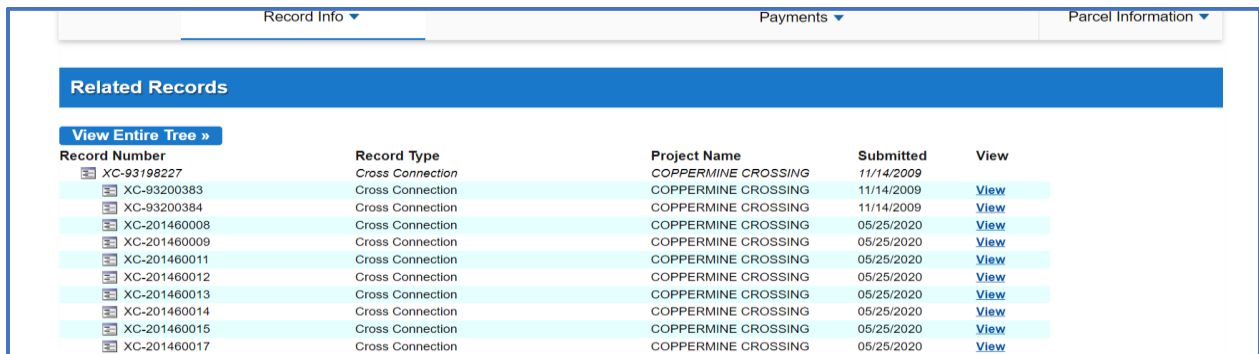 Record Info ▼ Payments ▼ Parcel Information ▼
Related Records
View Entire Tree »
Record Number Record Type Project Name Submitted View
XC-93198227 Cross Connection COPPERMINE CROSSING 11/14/2009
XC-93200383 Cross Connection COPPERMINE CROSSING 11/14/2009 View
XC-93200384 Cross Connection COPPERMINE CROSSING 11/14/2009 View
XC-201460008 Cross Connection COPPERMINE CROSSING 05/25/2020 View
XC-201460009 Cross Connection COPPERMINE CROSSING 05/25/2020 View
XC-201460011 Cross Connection COPPERMINE CROSSING 05/25/2020 View
XC-201460012 Cross Connection COPPERMINE CROSSING 05/25/2020 View
XC-201460013 Cross Connection COPPERMINE CROSSING 05/25/2020 View
XC-201460014 Cross Connection COPPERMINE CROSSING 05/25/2020 View
XC-201460015 Cross Connection COPPERMINE CROSSING 05/25/2020 View
XC-201460017 Cross Connection COPPERMINE CROSSING 05/25/2020 View